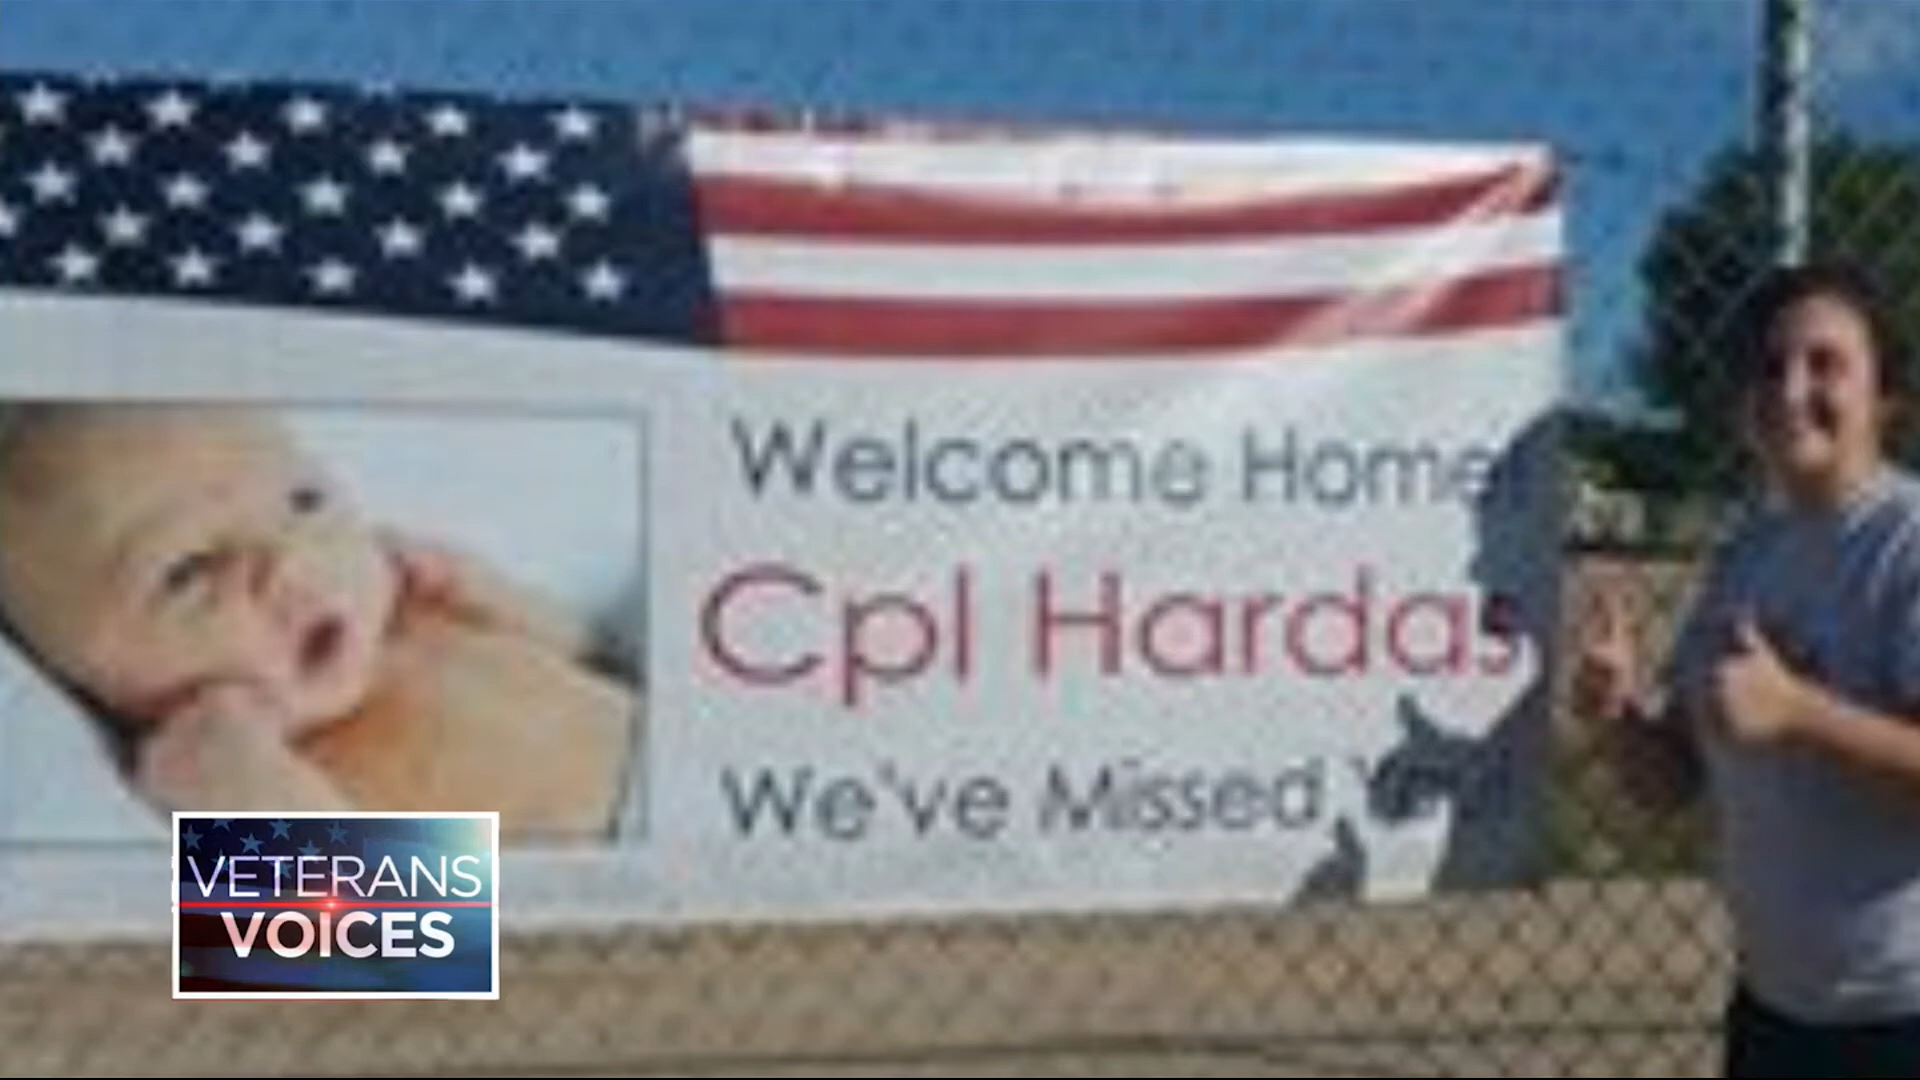 Welcome Home
Cpl Hardas
We've Missed
VETERANS
VOICES